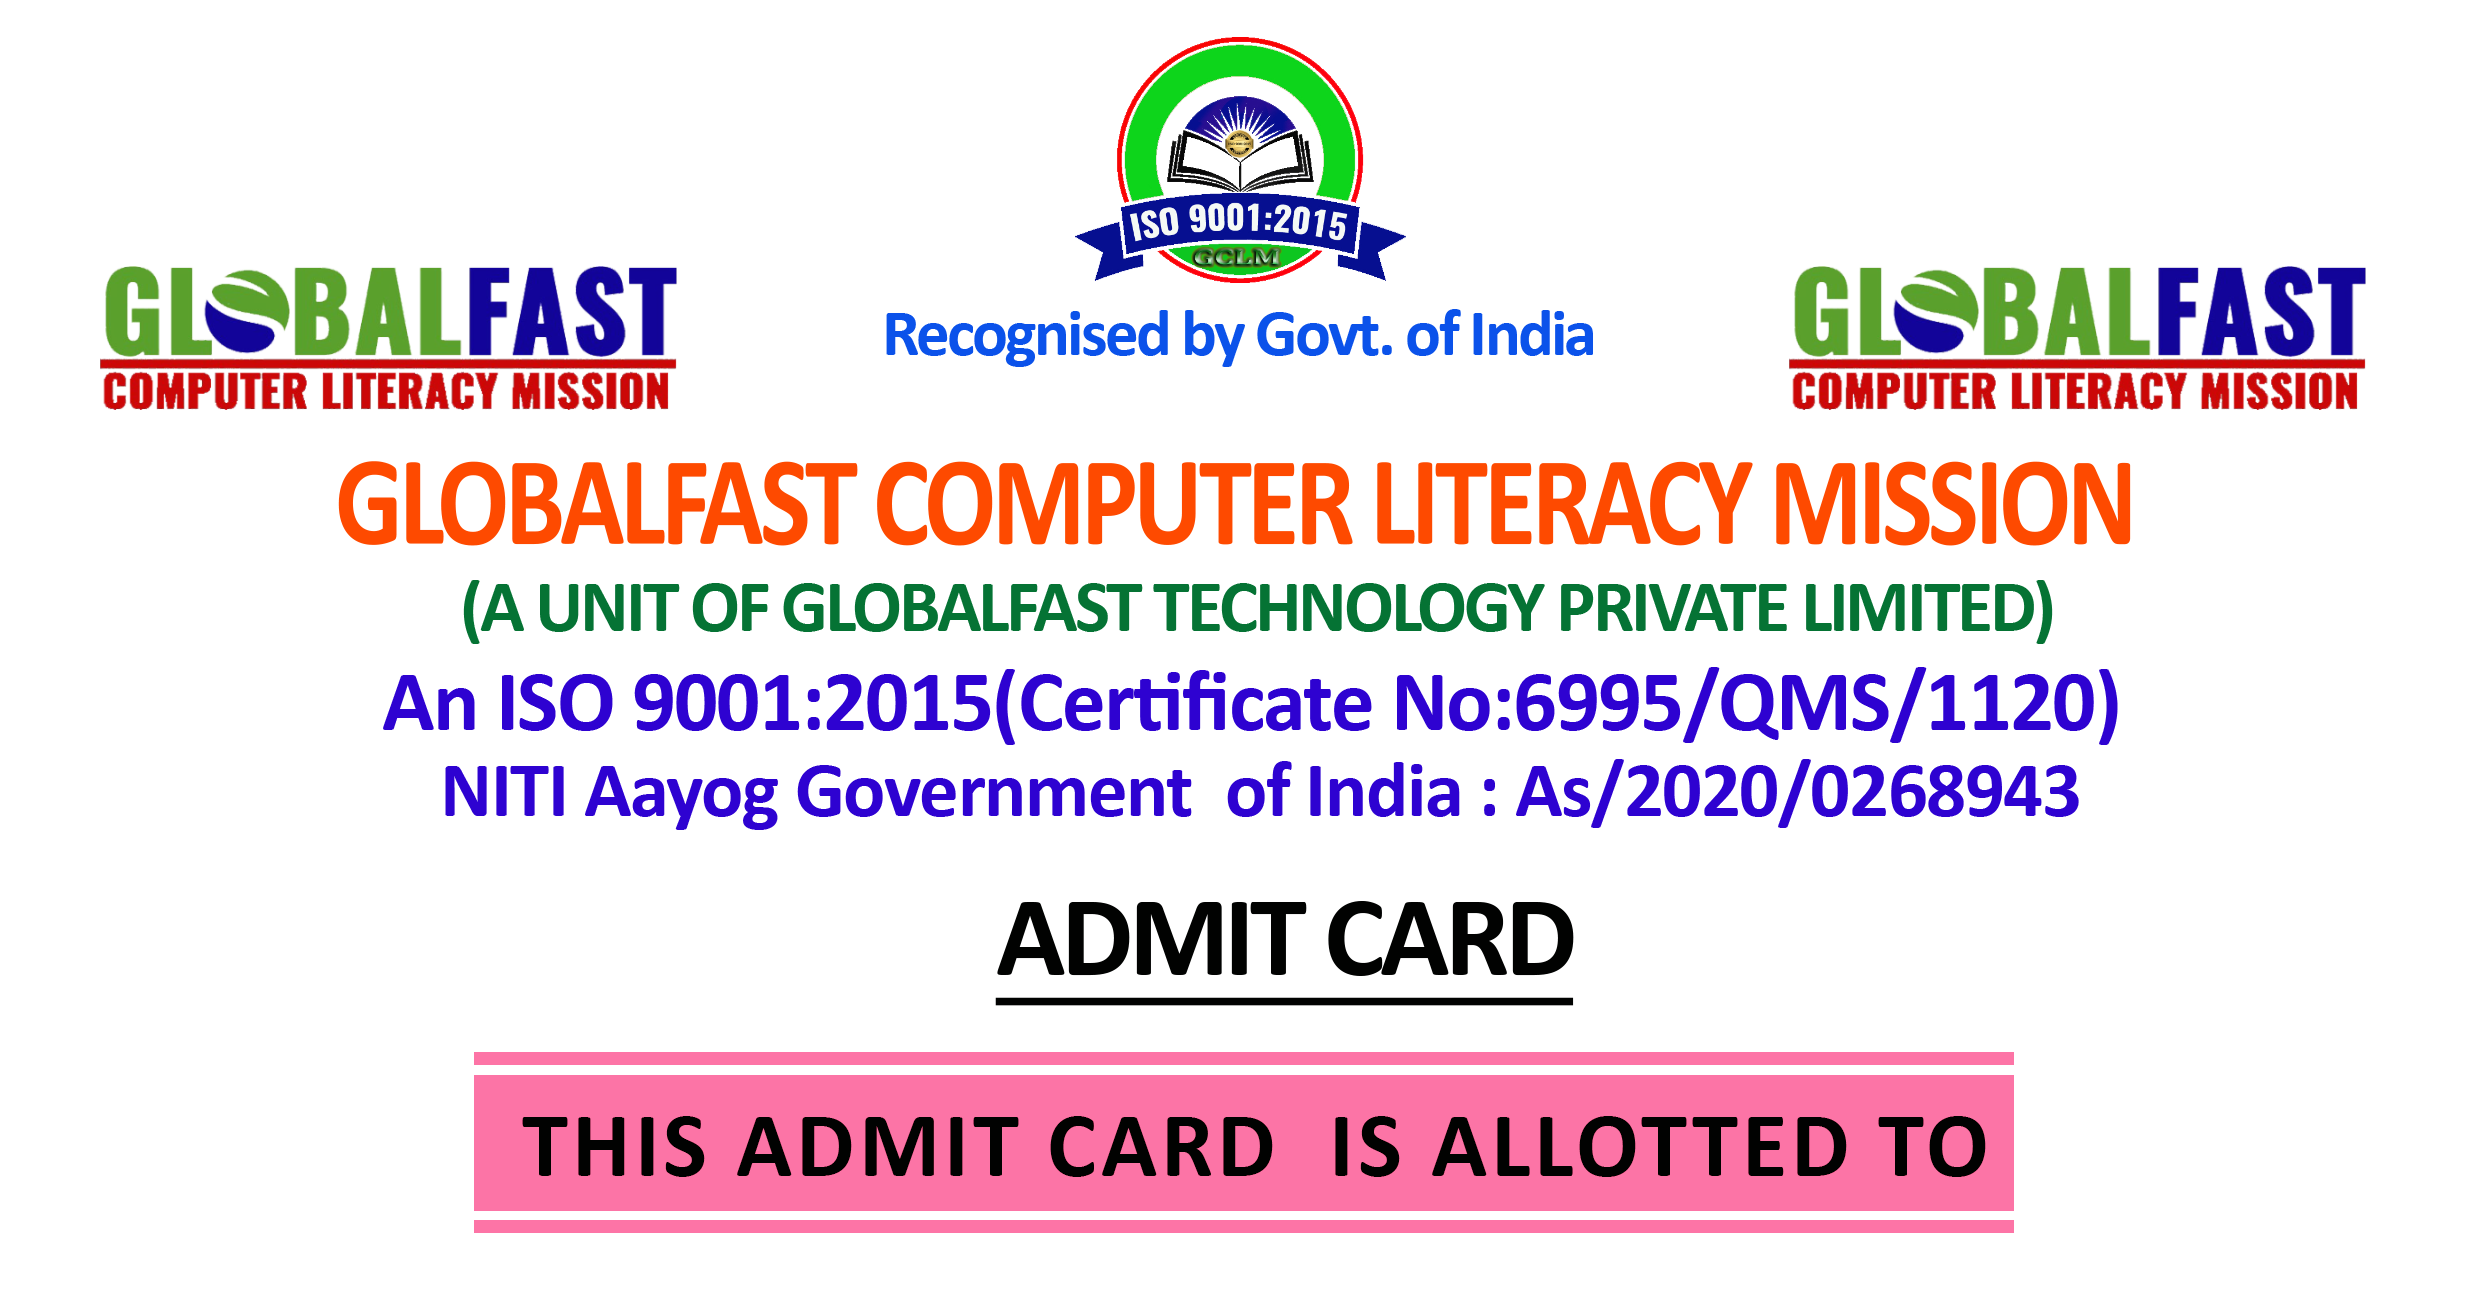 ISO 9001:2015
GCLM
Recognised by Govt. of India
GLOBALFAST
COMPUTER LITERACY MISSION
GLOBALFAST
COMPUTER LITERACY MISSION
GLOBALFAST COMPUTER LITERACY MISSION
(A UNIT OF GLOBALFAST TECHNOLOGY PRIVATE LIMITED)
An ISO 9001:2015(Certificate No:6995/QMS/1120)
NITI Aayog Government of India : As/2020/0268943
ADMIT CARD
THIS ADMIT CARD IS ALLOTTED TO